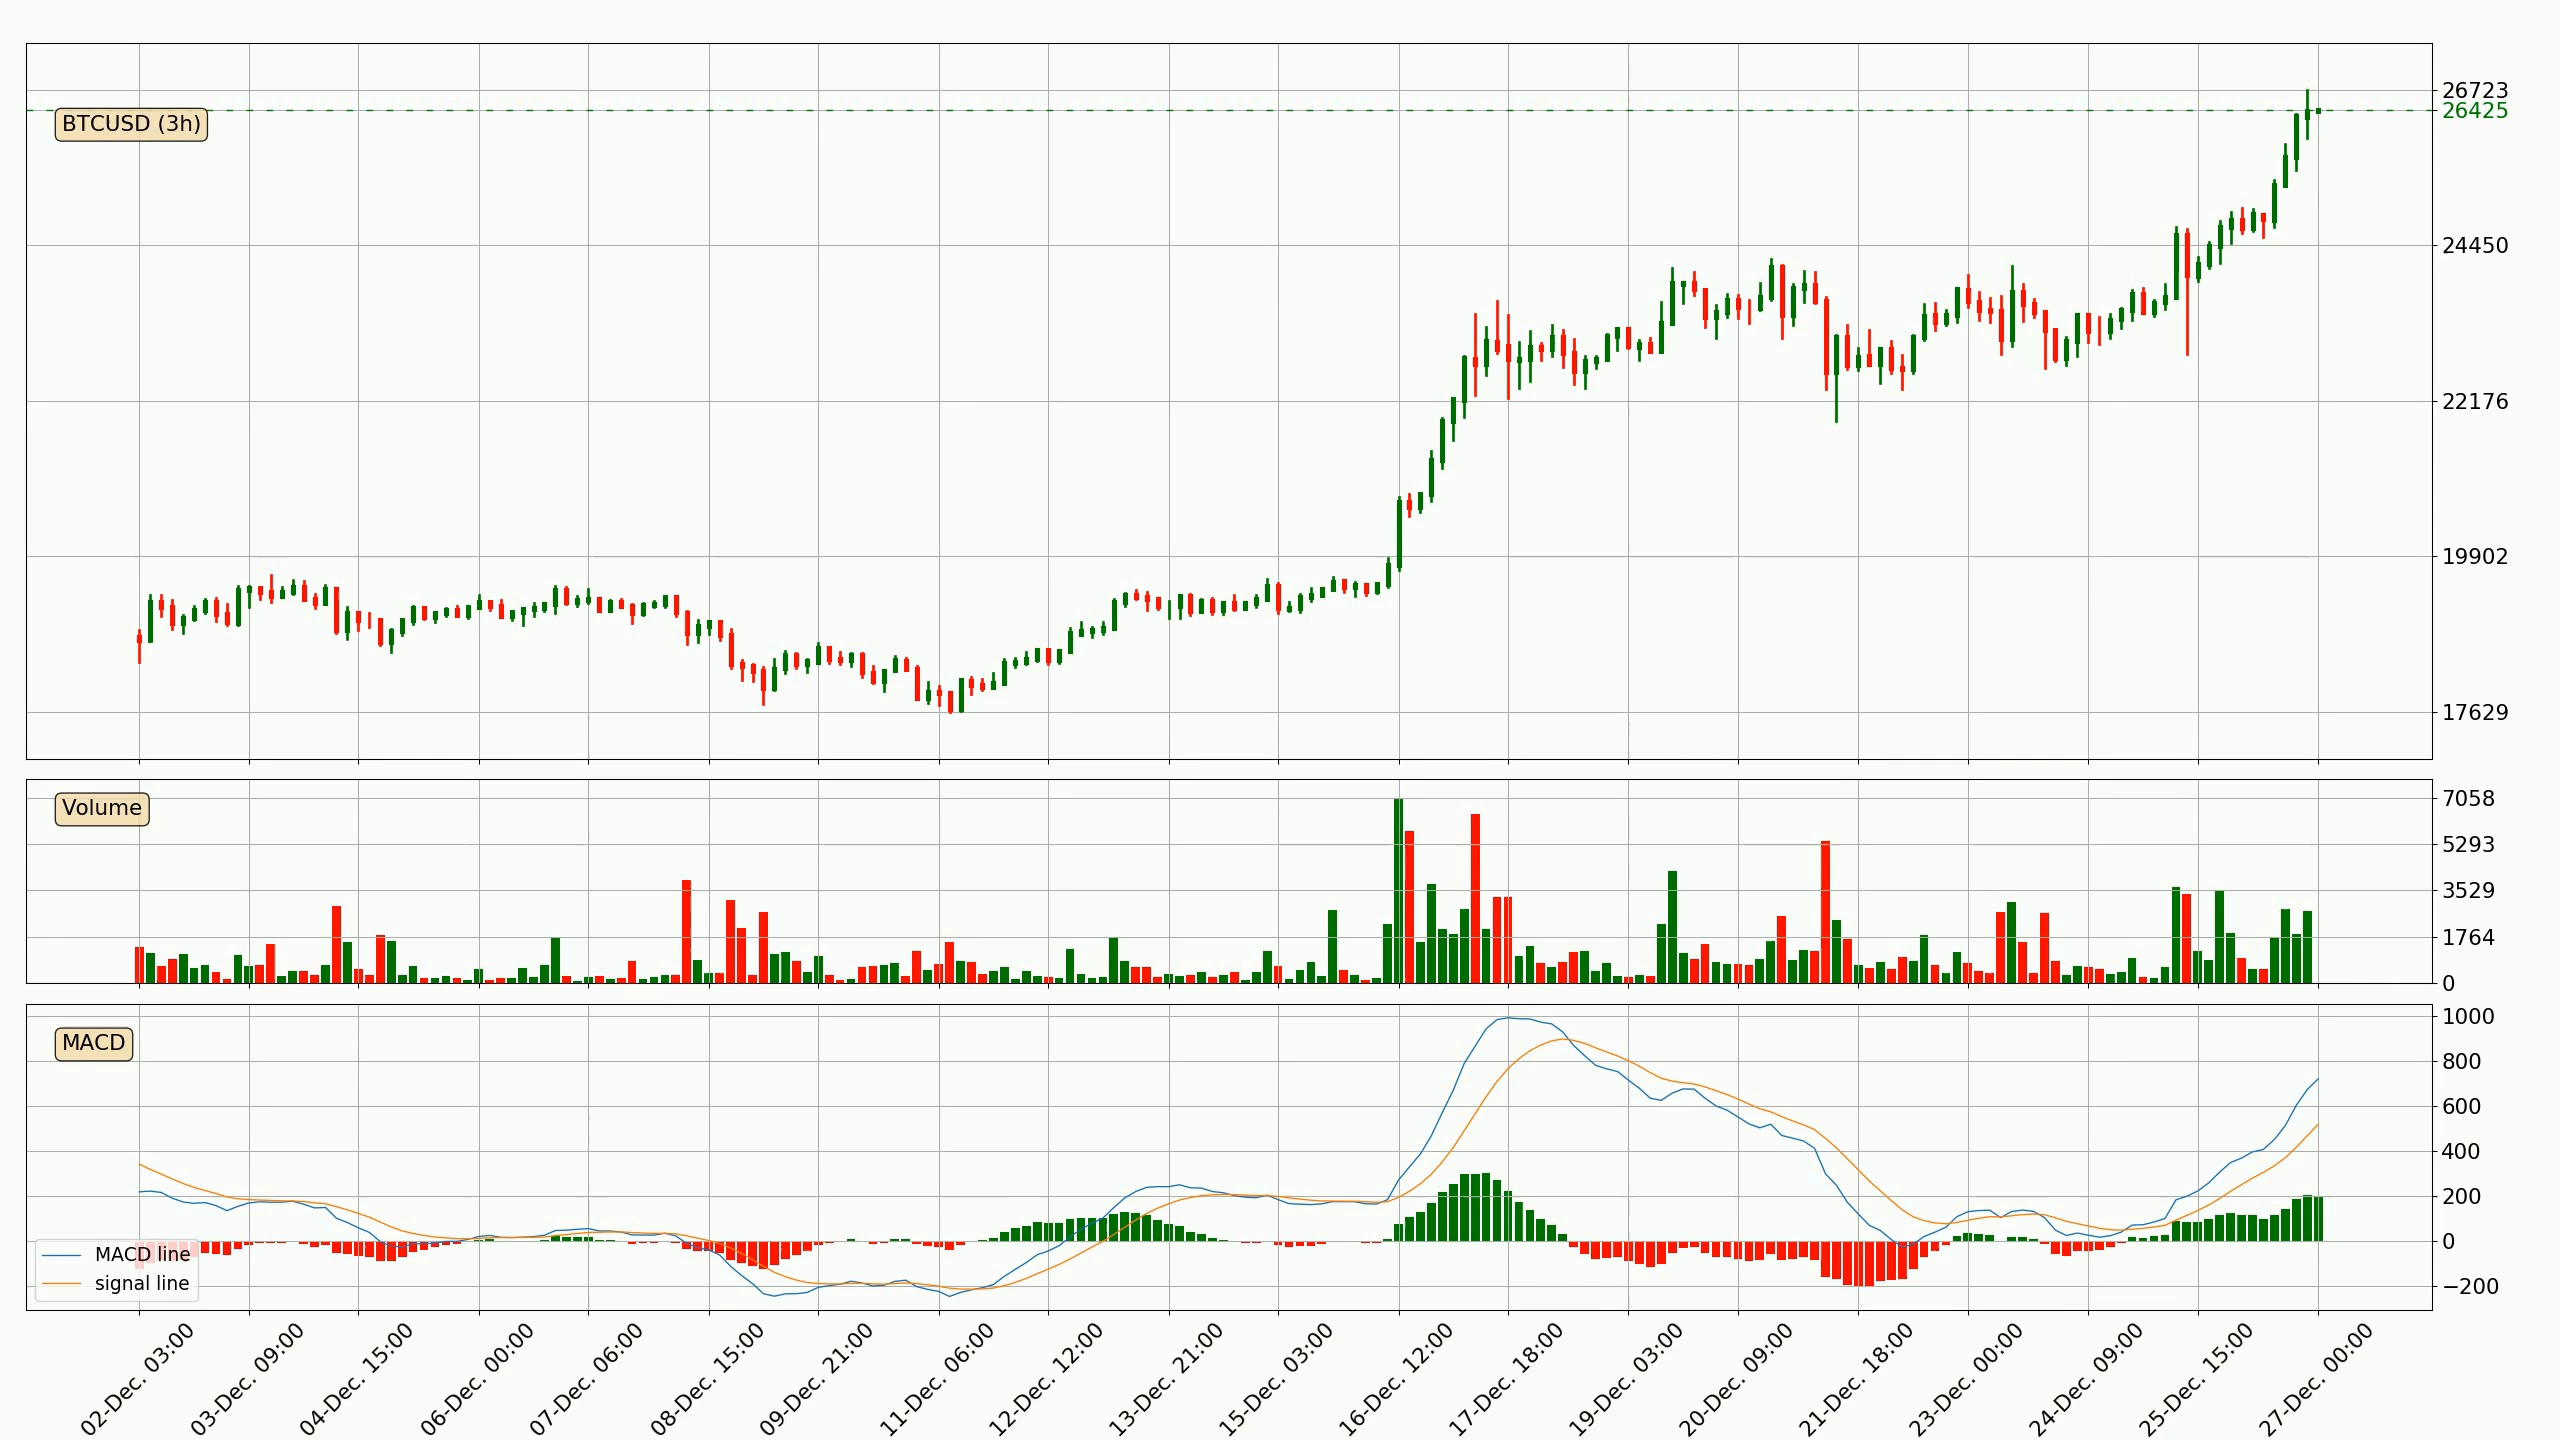 BTCUSD (3h)
26723
26425
24450
22176
19902
17629
Volume
7058
5293
3529
1764
0
MACD
1000
800
600
400
200
0
−200
MACD line
signal line
02-Dec. 03:00
03-Dec. 09:00
04-Dec. 15:00
06-Dec. 00:00
07-Dec. 06:00
08-Dec. 15:00
09-Dec. 21:00
11-Dec. 06:00
12-Dec. 12:00
13-Dec. 21:00
15-Dec. 03:00
16-Dec. 12:00
17-Dec. 18:00
19-Dec. 03:00
20-Dec. 09:00
21-Dec. 18:00
23-Dec. 00:00
24-Dec. 09:00
25-Dec. 15:00
27-Dec. 00:00